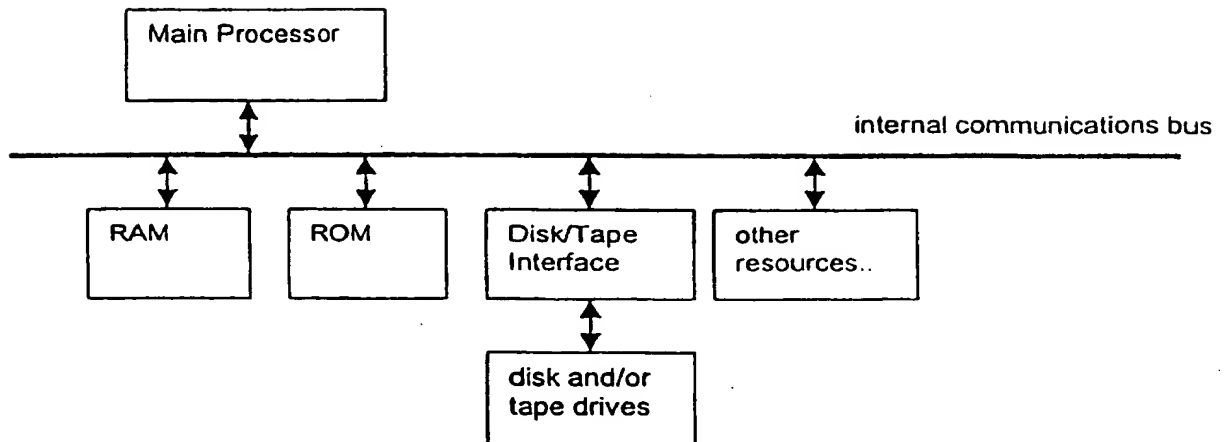 Main Processor
internal communications bus
RAM
ROM
Disk/Tape
Interface
other
resources..
disk and/or
tape drives